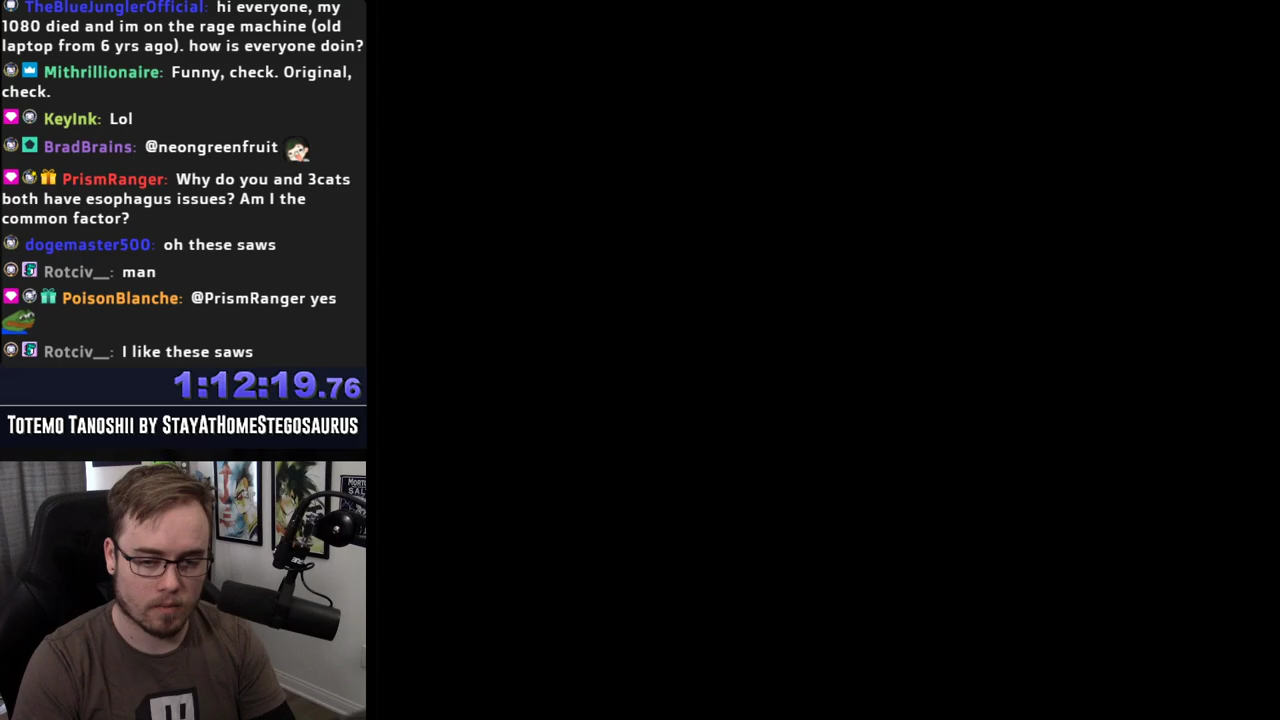 TheBlueJunglerOfficial: hi everyone, my
1080 died and im on the rage machine (old
laptop from 6 yrs ago). how is everyone doin?
Mithrillionaire: Funny, check. Original,
check.
KeyInk: Lol
BradBrains: @neongreenfruit
PrismRanger: Why do you and 3cats
both have esophagus issues? Am I the
common factor?
dogemaster500: oh these saws
Rotciv__: man
PoisonBlanche: @PrismRanger yes
Rotciv__: I like these saws
1:12:19.76
TOTEMO TANOSHII BY STAYATHOMESTEGOSAURUS
MORTON
SAL